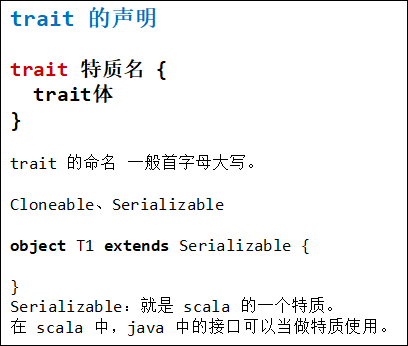 trait 的声明
trait 特质名 {
  trait体
}
trait 的命名 一般首字母大写。
Cloneable、Serializable
object T1 extends Serializable {
}
Serializable：就是 scala 的一个特质。
在 scala 中，java 中的接口可以当做特质使用。